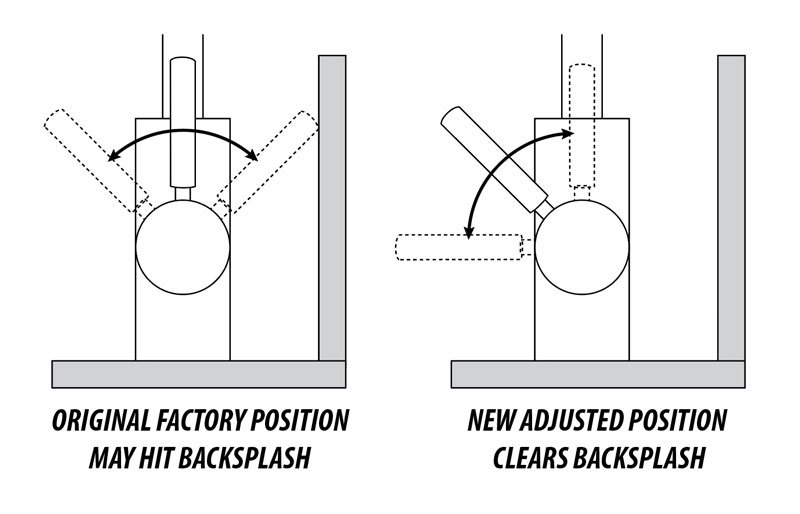 ORIGINAL FACTORY POSITION
MAY HIT BACKSPLASH
NEW ADJUSTED POSITION
CLEARS BACKSPLASH